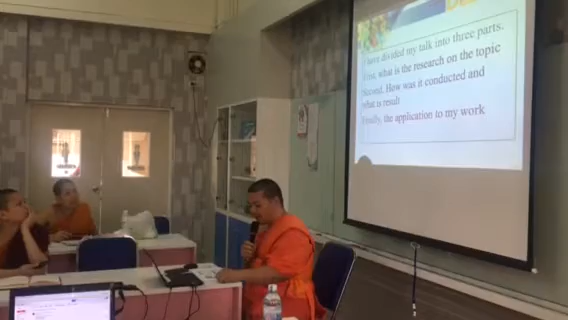 I have divided my talk into three parts.
First, what is the research on the topic
Second. How was it conducted and
what is result
Finally, the application to my work